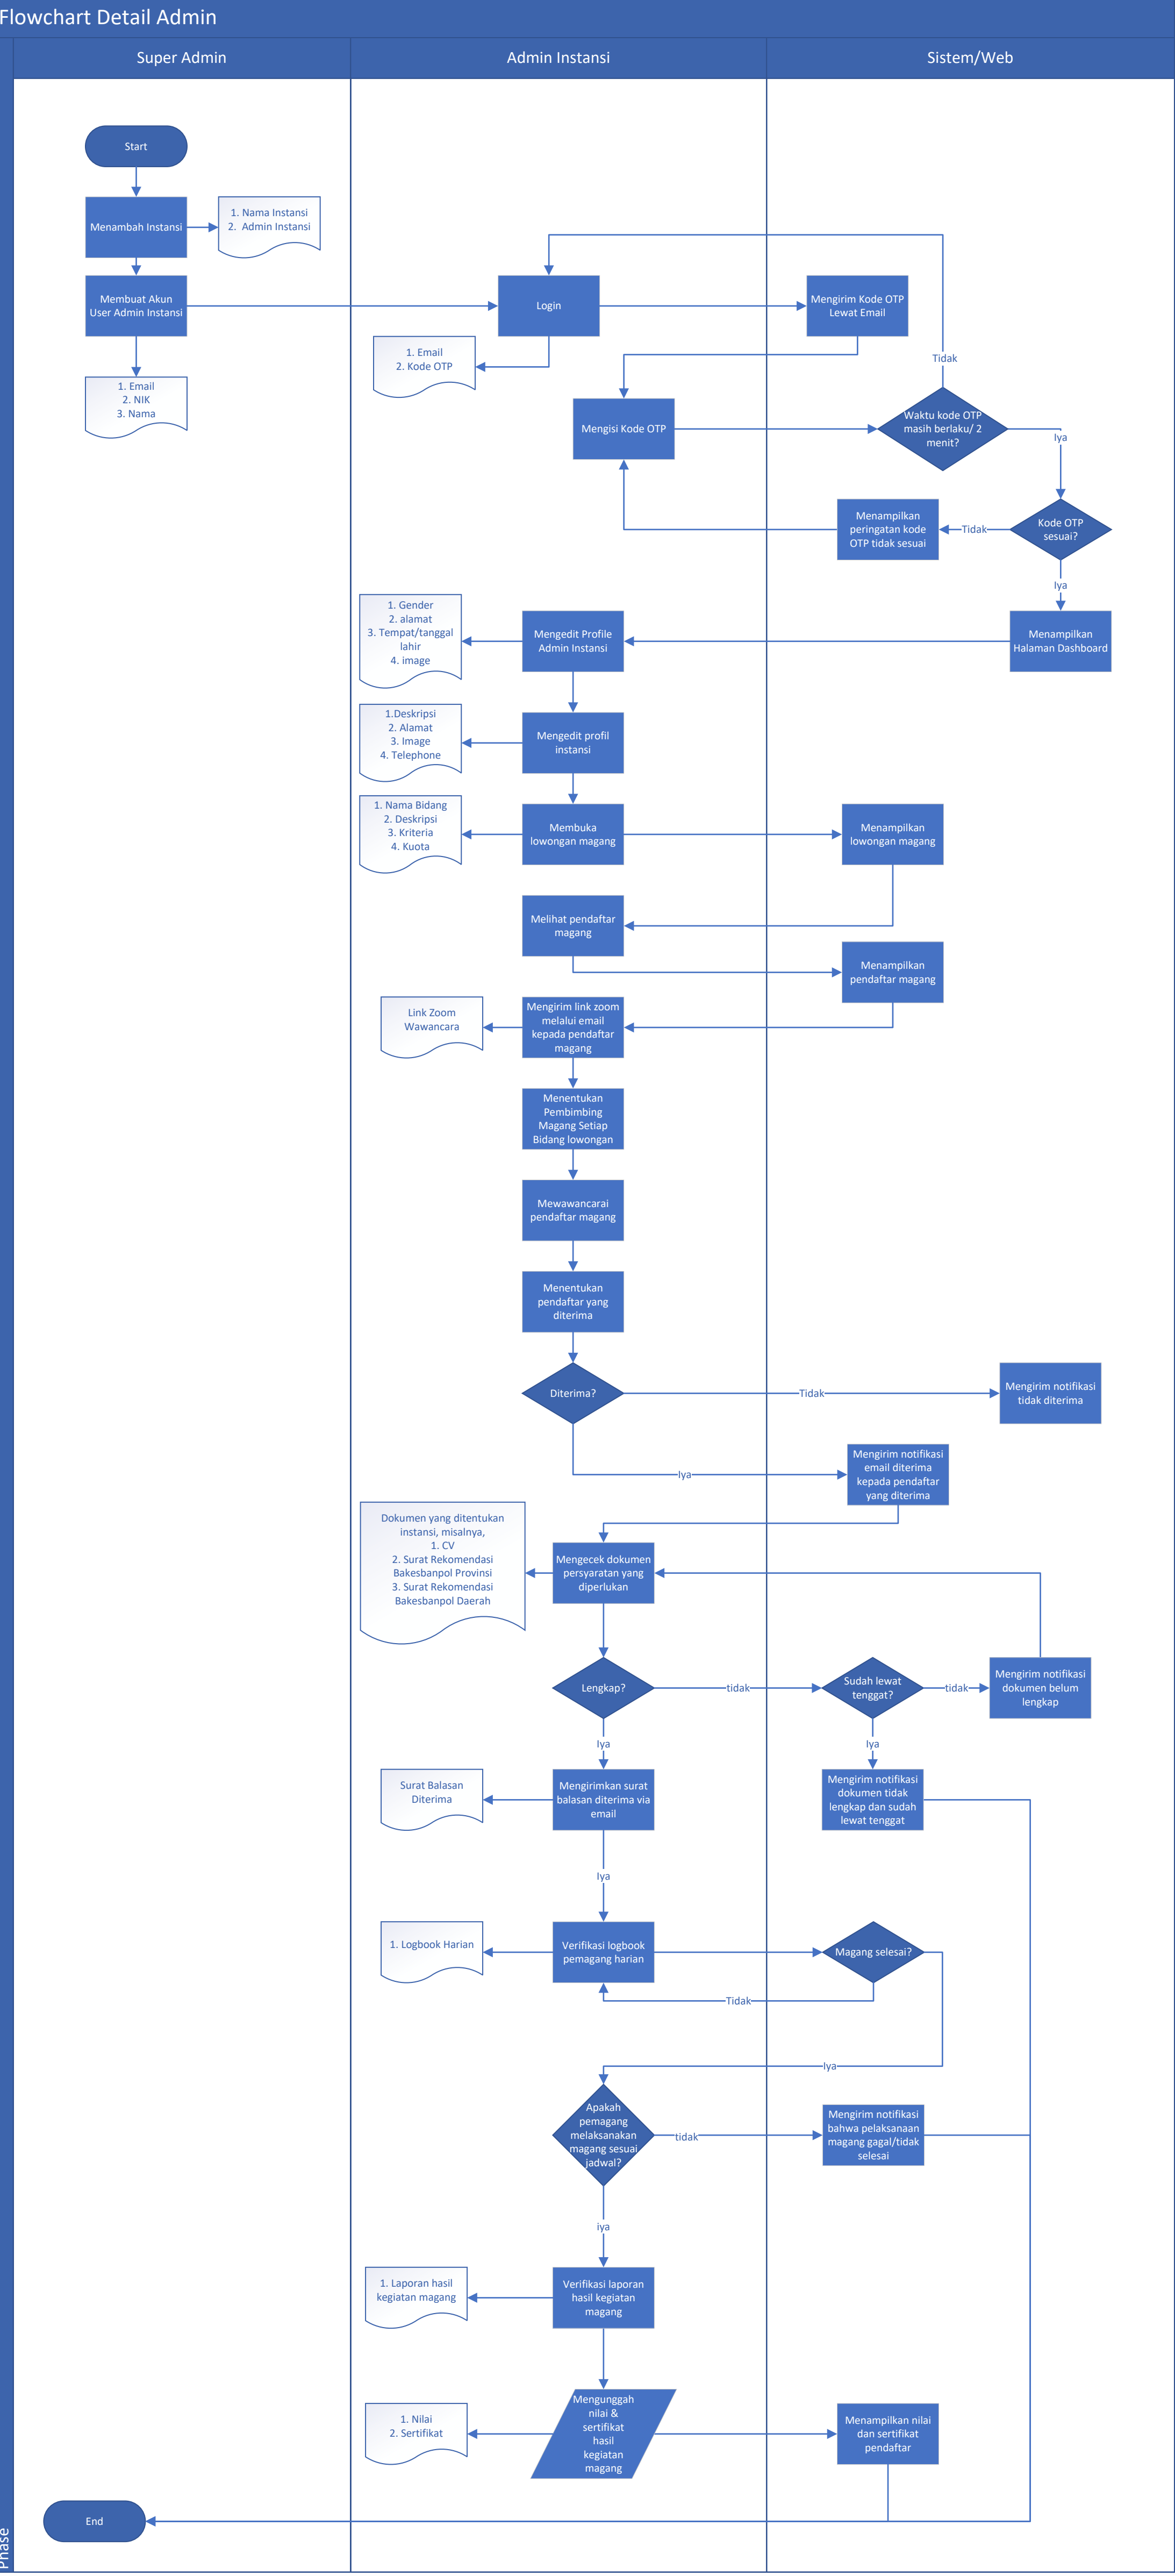 Flowchart Detail Admin
Super Admin
Admin Instansi
Sistem/Web
Start
Menambah Instansi
1. Nama Instansi
2. Admin Instansi
Membuat Akun
User Admin Instansi
1. Email
2. NIK
3. Nama
Login
1. Email
2. Kode OTP
Mengirim Kode OTP
Lewat Email
Tidak
Mengisi Kode OTP
Waktu kode OTP
masih berlaku/ 2
menit?
Iya
Menampilkan
peringatan kode
OTP tidak sesuai
Tidak
Kode OTP
sesuai?
Iya
1. Gender
2. alamat
3. Tempat/tanggal
lahir
4. image
Mengedit Profile
Admin Instansi
Menampilkan
Halaman Dashboard
1.Deskripsi
2. Alamat
3. Image
4. Telephone
Mengedit profil
instansi
1. Nama Bidang
2. Deskripsi
3. Kriteria
4. Kuota
Membuka
lowongan magang
Menampilkan
lowongan magang
Melihat pendaftar
magang
Menampilkan
pendaftar magang
Link Zoom
Wawancara
Mengirim link zoom
melalui email
kepada pendaftar
magang
Menentukan
Pembimbing
Magang Setiap
Bidang lowongan
Mewawancarai
pendaftar magang
Menentukan
pendaftar yang
diterima
Diterima?
Tidak
Mengirim notifikasi
tidak diterima
Iya
Mengirim notifikasi
email diterima
kepada pendaftar
yang diterima
Dokumen yang ditentukan
instansi, misalnya,
1. CV
2. Surat Rekomendasi
Bakesbanpol Provinsi
3. Surat Rekomendasi
Bakesbanpol Daerah
Mengecek dokumen
persyaratan yang
diperlukan
Lengkap?
tidak
Sudah lewat
tenggat?
tidak
Mengirim notifikasi
dokumen belum
lengkap
Iya
Iya
Surat Balasan
Diterima
Mengirimkan surat
balasan diterima via
email
Mengirim notifikasi
dokumen tidak
lengkap dan sudah
lewat tenggat
Iya
1. Logbook Harian
Verifikasi logbook
pemagang harian
Magang selesai?
Tidak
Iya
Apakah
pemagang
melaksanakan
magang sesuai
jadwal?
tidak
Mengirim notifikasi
bahwa pelaksanaan
magang gagal/tidak
selesai
iya
1. Laporan hasil
kegiatan magang
Verifikasi laporan
hasil kegiatan
magang
1. Nilai
2. Sertifikat
Mengunggah
nilai &
sertifikat
hasil
kegiatan
magang
Menampilkan nilai
dan sertifikat
pendaftar
End
Phase